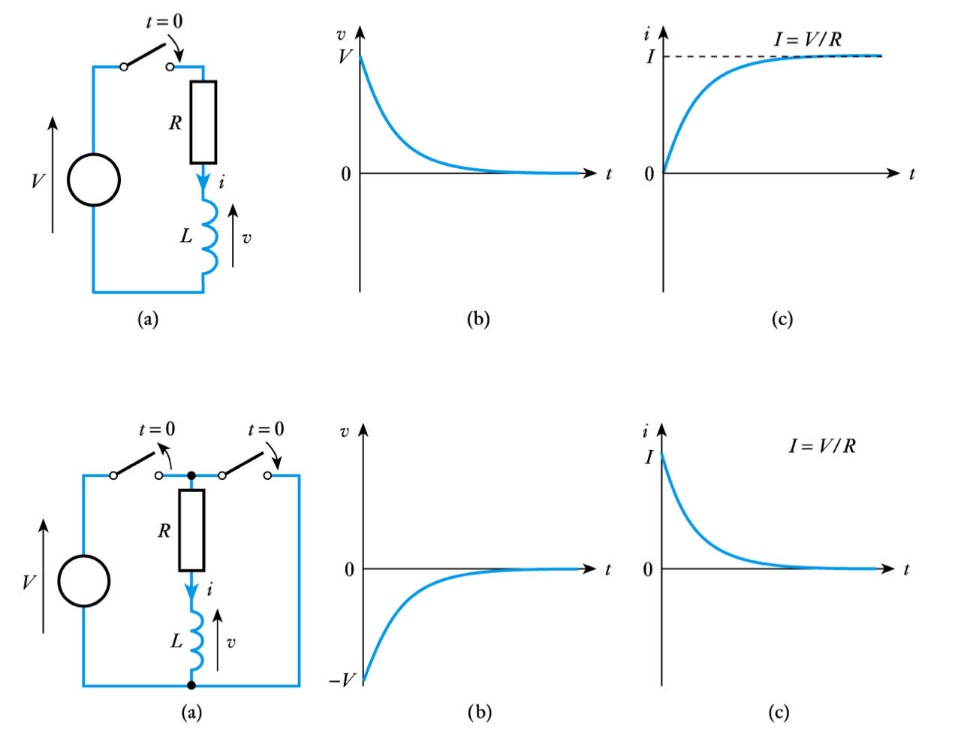 t = 0
R
V
i
L
v
(a)
v
V
0
t
(b)
i
I
I = V/R
0
t
(c)
t = 0
t = 0
R
V
i
L
v
(a)
v
0
t
−V
(b)
i
I
I = V/R
0
t
(c)